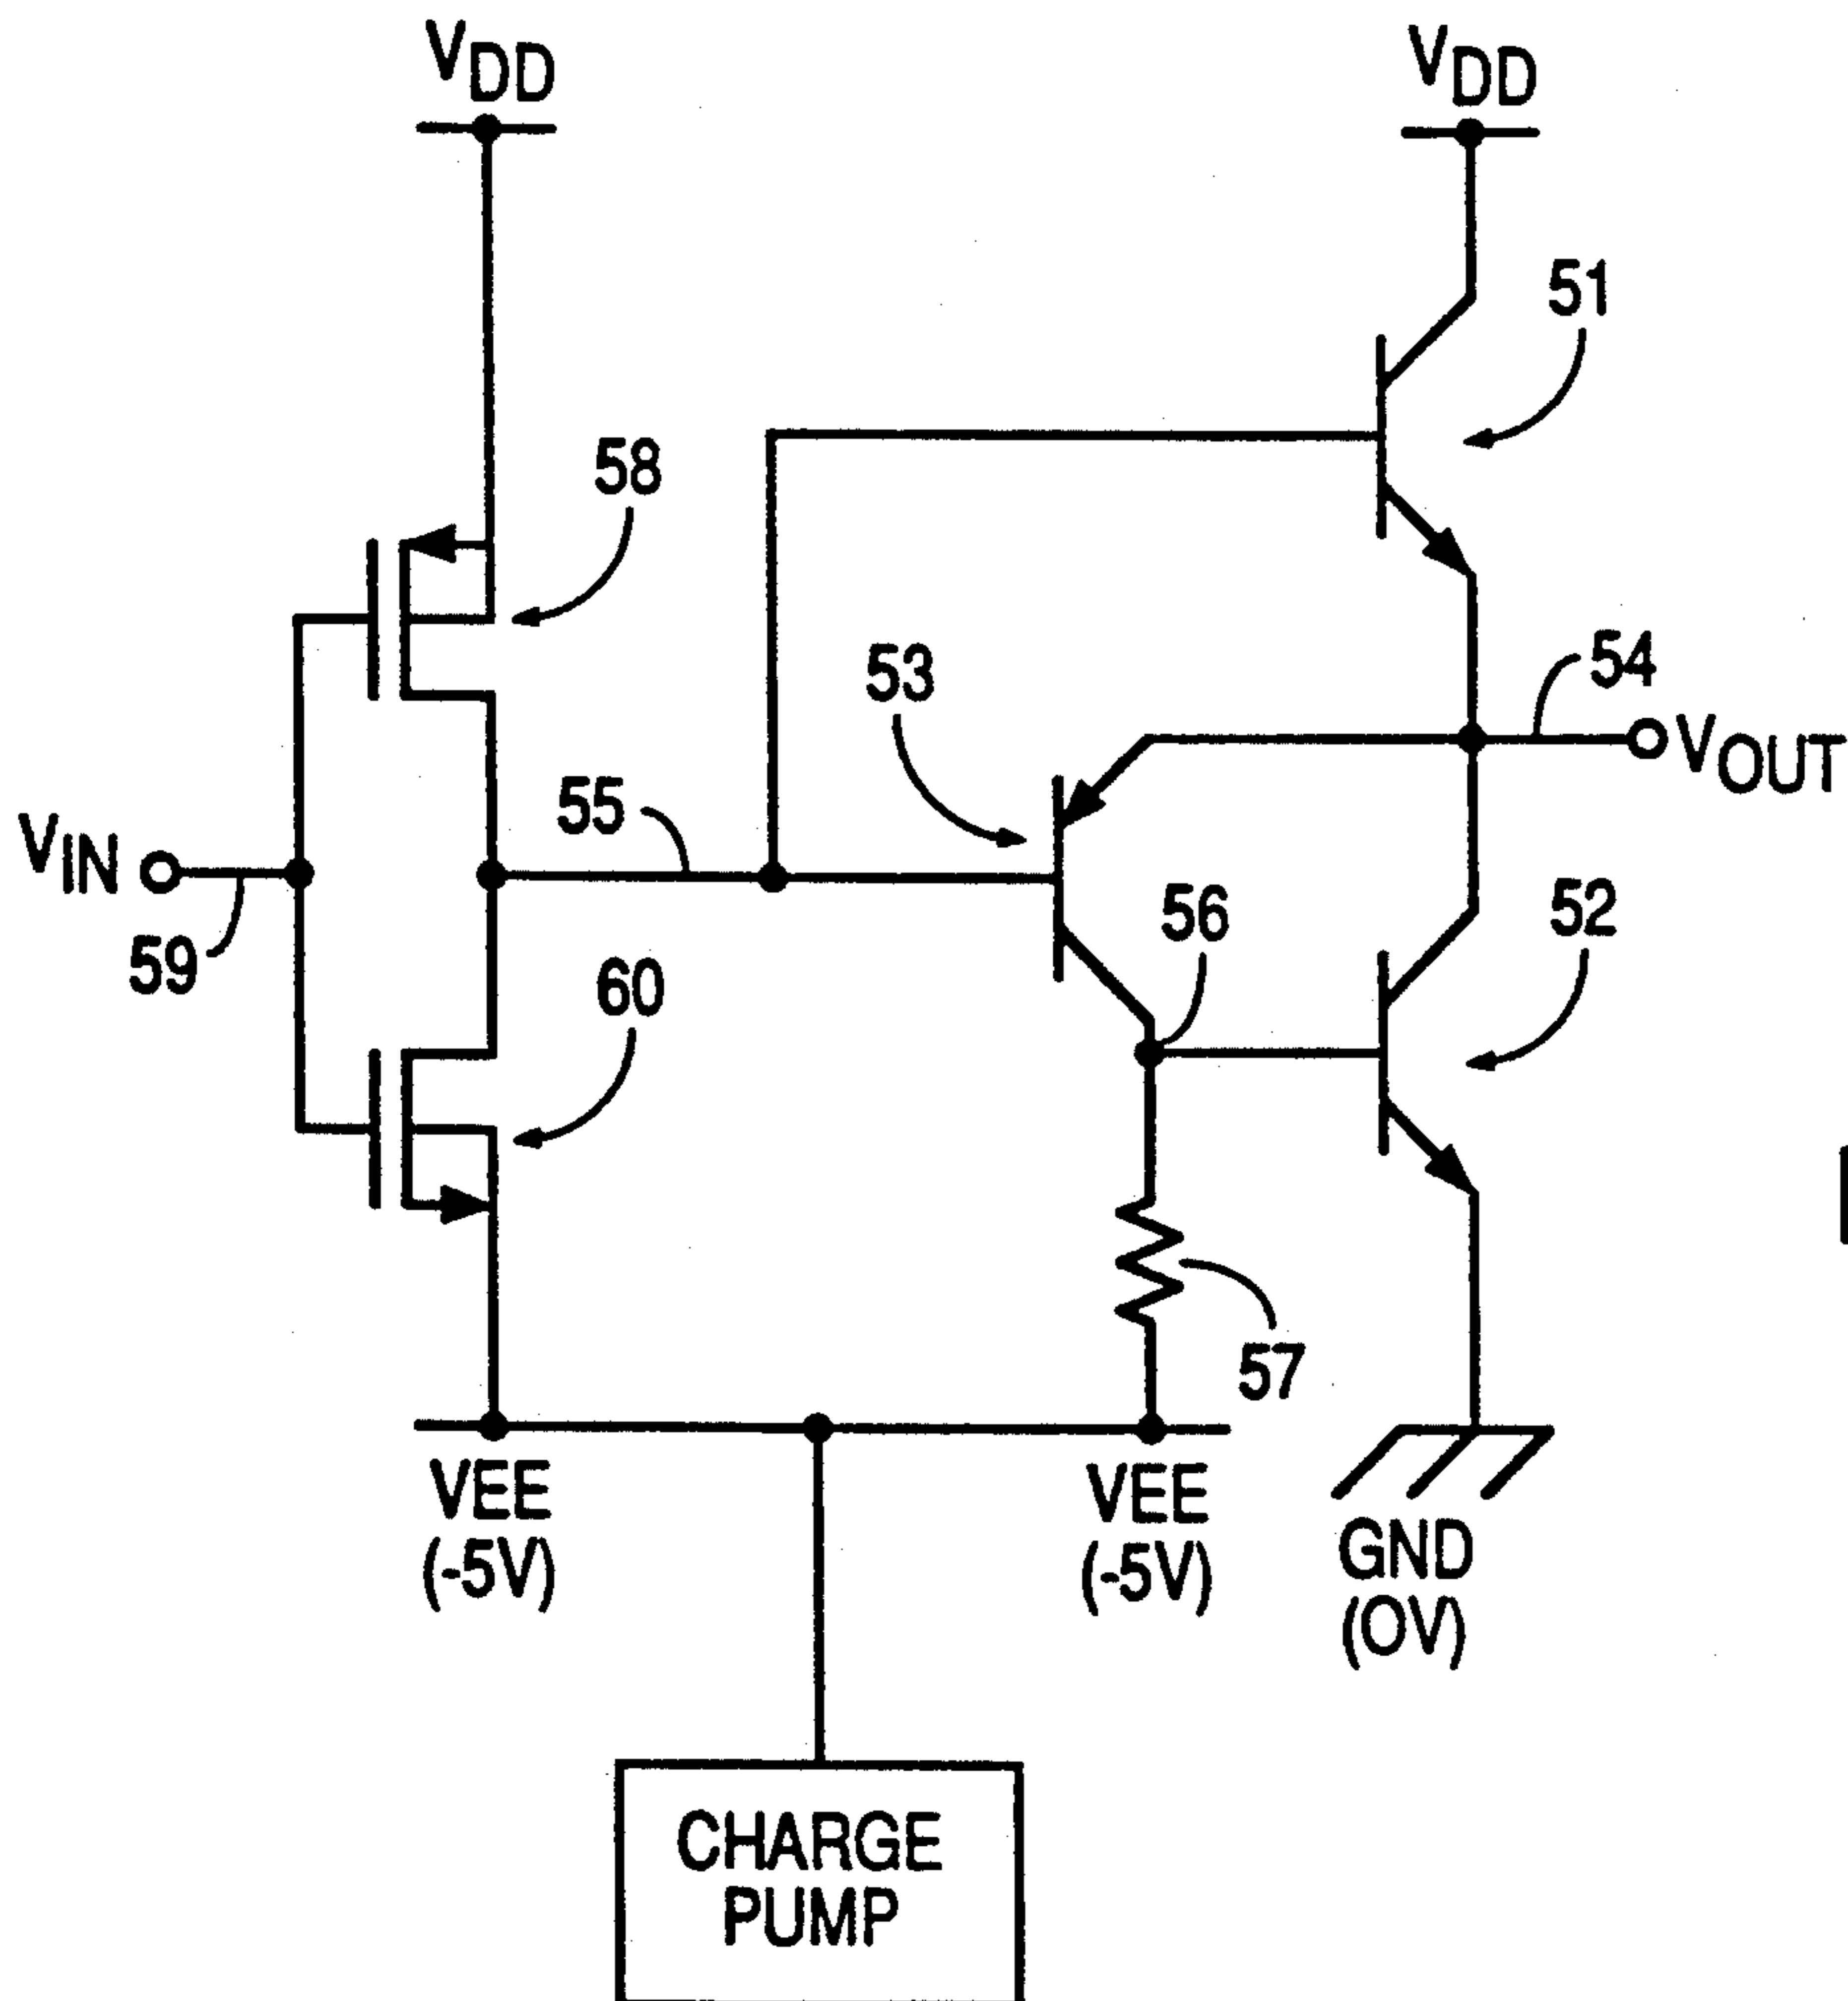 VDD
VDD
51
58
53
54
VOUT
55
VIN
56
52
59
60
57
VEE
(-5V)
VEE
(-5V)
GND
(0V)
CHARGE
PUMP